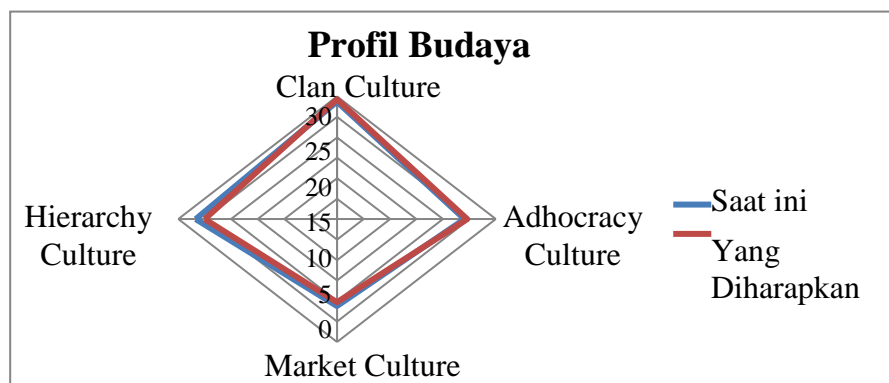 Profil Budaya
Clan Culture
30
25
20
15
10
5
0
Hierarchy
Culture
Adhocracy
Culture
Market Culture
Saat ini
Yang
Diharapkan